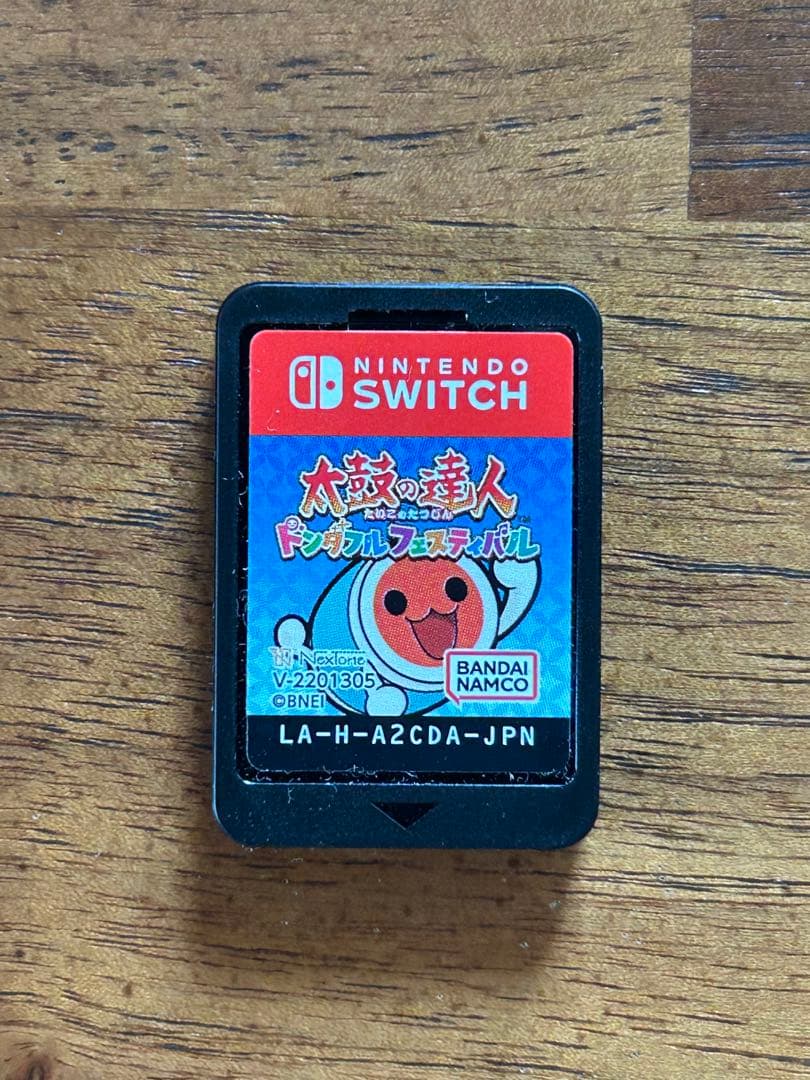 NINTENDO
SWITCH
太鼓の達人
たいこのたつじん
ドンダフルフェスティバル
™
NexTone
V-2201305
©BNEI
BANDAI
NAMCO
LA-H-A2CDA-JPN